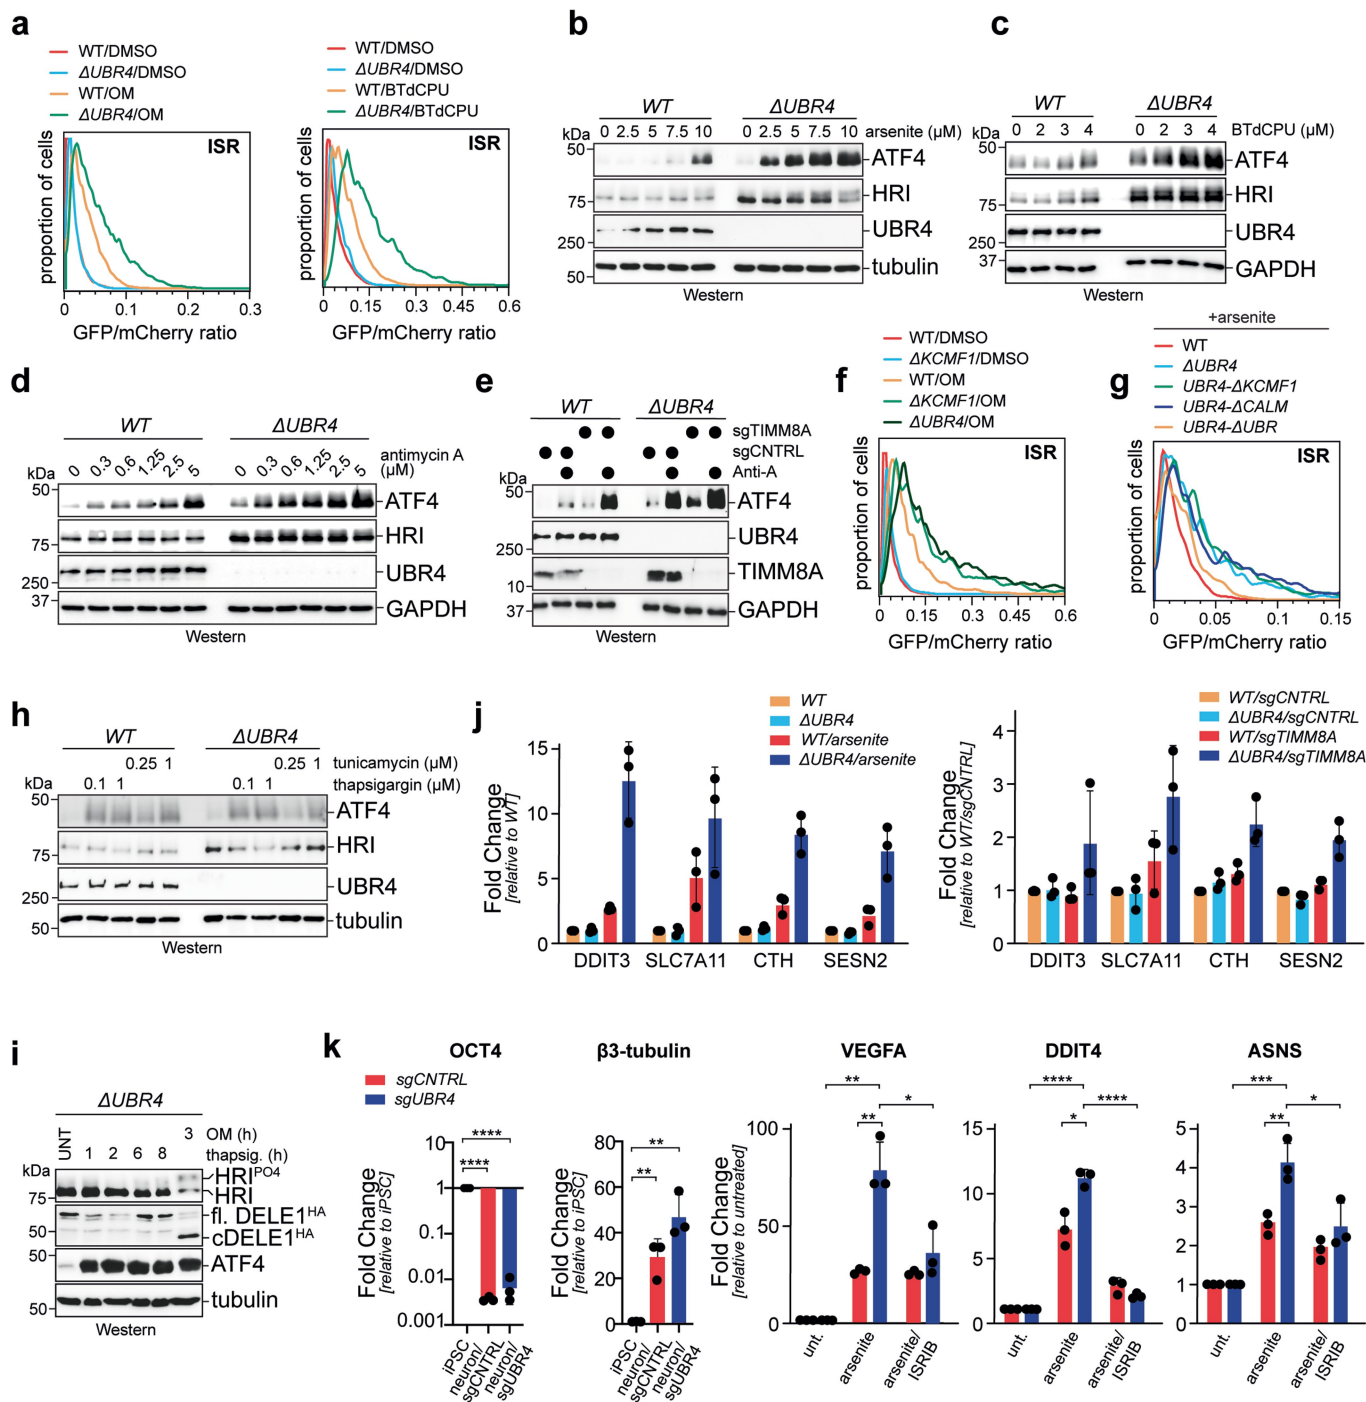 a
WT/DMSO
ΔUBR4/DMSO
WT/OM
ΔUBR4/OM
ISR
proportion of cells
0 0.1 0.2 0.3
GFP/mCherry ratio
WT/DMSO
ΔUBR4/DMSO
WT/BTdCPU
ΔUBR4/BTdCPU
ISR
proportion of cells
0 0.15 0.3 0.45 0.6
GFP/mCherry ratio
b
WT ΔUBR4
kDa 0 2.5 5 7.5 10 0 2.5 5 7.5 10 arsenite (µM)
50 ATF4
75 HRI
250 UBR4
50 tubulin
Western
c
WT ΔUBR4
kDa 0 2 3 4 0 2 3 4 BTdCPU (µM)
50 ATF4
75 HRI
250 UBR4
37 GAPDH
Western
d
WT ΔUBR4
kDa 0 0.3 0.6 1.25 2.5 5 0 0.3 0.6 1.25 2.5 5 antimycin A
(µM)
50 ATF4
75 HRI
250 UBR4
37 GAPDH
Western
e
WT ΔUBR4
sgTIMM8A
sgCNTRL
kDa Anti-A
50 ATF4
250 UBR4
10 TIMM8A
37 GAPDH
Western
f
WT/DMSO
ΔKCMF1/DMSO
WT/OM
ΔKCMF1/OM
ΔUBR4/OM
ISR
proportion of cells
0 0.15 0.3 0.45 0.6
GFP/mCherry ratio
g
+arsenite
WT
ΔUBR4
UBR4-ΔKCMF1
UBR4-ΔCALM
UBR4-ΔUBR
ISR
proportion of cells
0 0.05 0.1 0.15
GFP/mCherry ratio
h
WT ΔUBR4
0.25 1 0.25 1 tunicamycin (µM)
kDa 0.1 1 0.1 1 thapsigargin (µM)
50 ATF4
75 HRI
250 UBR4
50 tubulin
Western
j
WT
ΔUBR4
WT/arsenite
ΔUBR4/arsenite
Fold Change
[relative to WT]
15
10
5
0
DDIT3 SLC7A11 CTH SESN2
WT/sgCNTRL
ΔUBR4/sgCNTRL
WT/sgTIMM8A
ΔUBR4/sgTIMM8A
Fold Change
[relative to WT/sgCNTRL]
4
3
2
1
0
DDIT3 SLC7A11 CTH SESN2
i
ΔUBR4
UNT 3 OM (h)
1 2 6 8 thapsig. (h)
kDa HRIPO4
75 HRI
fl. DELE1HA
50 cDELE1HA
50 ATF4
50 tubulin
Western
k
sgCNTRL
sgUBR4
OCT4
****
****
Fold Change
[relative to iPSC]
10
1
0.1
0.01
0.001
iPSC
neuron/
sgCNTRL
neuron/
sgUBR4
β3-tubulin
**
**
Fold Change
[relative to iPSC]
80
60
40
20
0
iPSC
neuron/
sgCNTRL
neuron/
sgUBR4
VEGFA
**
*
**
Fold Change
[relative to untreated]
100
50
0
unt.
arsenite
arsenite/
ISRIB
DDIT4
****
****
*
15
10
5
0
unt.
arsenite
arsenite/
ISRIB
ASNS
***
*
**
5
4
3
2
1
0
unt.
arsenite
arsenite/
ISRIB